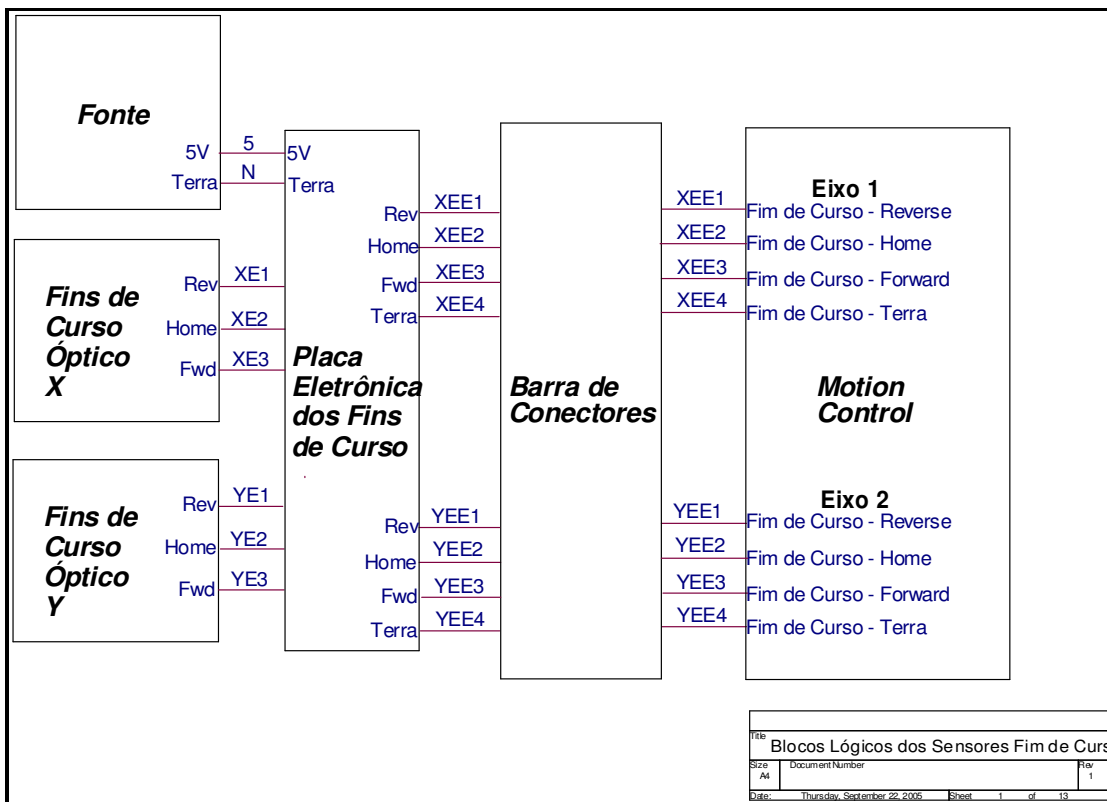 Fonte
5V
Terra
5
N
5V
Terra
Fins de
Curso
Óptico
X
Rev
Home
Fwd
XE1
XE2
XE3
Fins de
Curso
Óptico
Y
Rev
Home
Fwd
YE1
YE2
YE3
Placa
Eletrônica
dos Fins
de Curso
Rev
Home
Fwd
Terra
XEE1
XEE2
XEE3
XEE4
Rev
Home
Fwd
Terra
YEE1
YEE2
YEE3
YEE4
Barra de
Conectores
XEE1
XEE2
XEE3
XEE4
YEE1
YEE2
YEE3
YEE4
Eixo 1
Fim de Curso - Reverse
Fim de Curso - Home
Fim de Curso - Forward
Fim de Curso - Terra
Motion
Control
Eixo 2
Fim de Curso - Reverse
Fim de Curso - Home
Fim de Curso - Forward
Fim de Curso - Terra
Title
Blocos Lógicos dos Sensores Fim de Curs
Size Document Number Rev
A4 1
Date: Thursday, September 22, 2005 Sheet 1 of 13